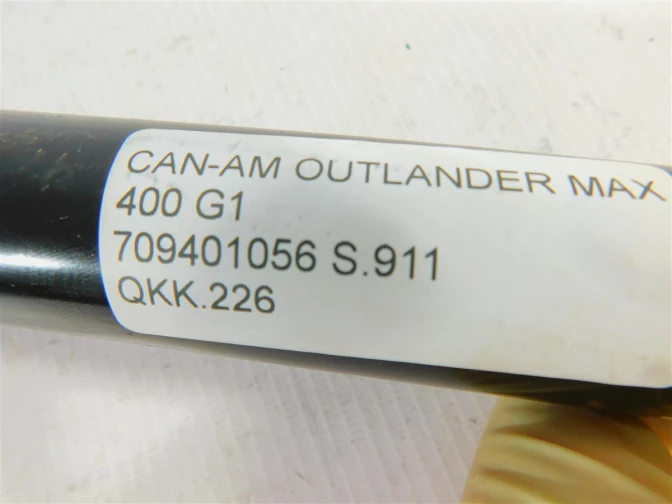 CAN-AM OUTLANDER MAX
400 G1
709401056 S.911
QKK.226